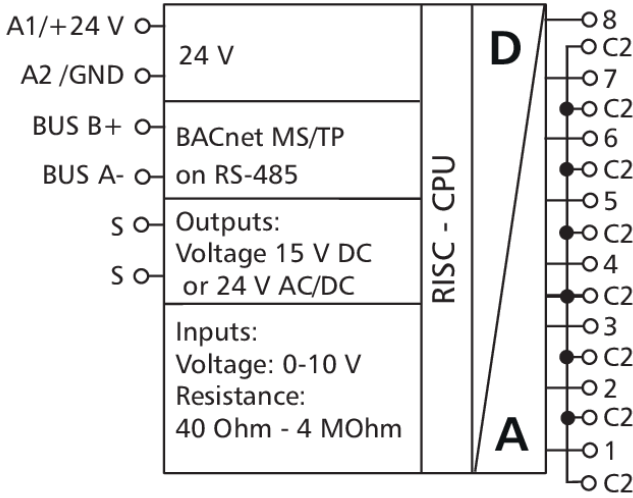 A1/+24 V
A2 /GND
BUS B+
BUS A-
S
S
24 V
BACnet MS/TP
on RS-485
Outputs:
Voltage 15 V DC
or 24 V AC/DC
Inputs:
Voltage: 0-10 V
Resistance:
40 Ohm - 4 MOhm
RISC - CPU
D
A
8
C2
7
C2
6
C2
5
C2
4
C2
3
C2
2
C2
1
C2